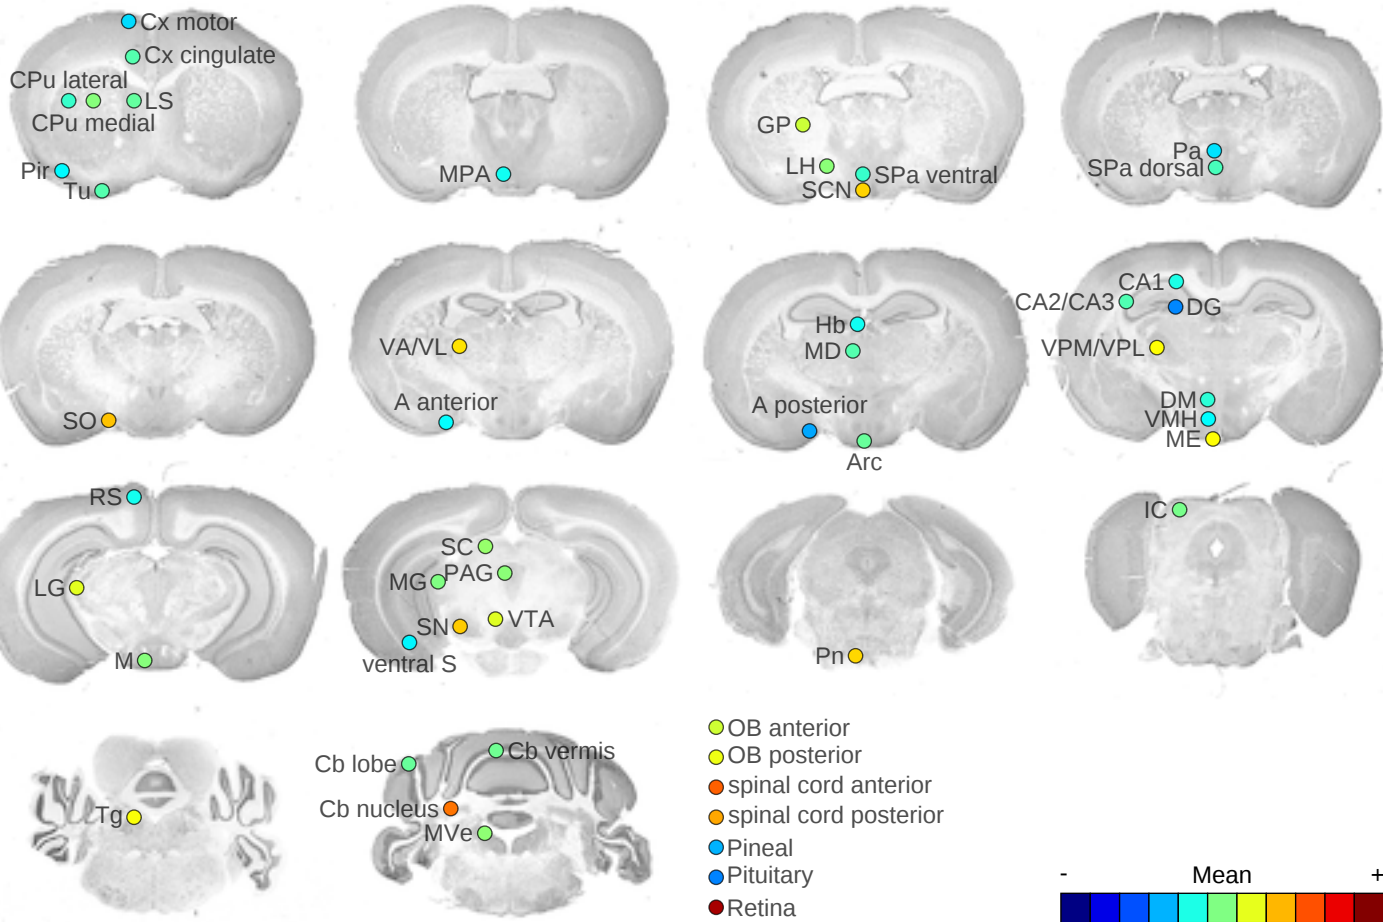 Cx motor
Cx cingulate
CPu lateral
LS
CPu medial
Pir
Tu
MPA
GP
LH
SPa ventral
SCN
Pa
SPa dorsal
SO
VA/VL
A anterior
Hb
MD
A posterior
Arc
CA1
CA2/CA3
DG
VPM/VPL
DM
VMH
ME
RS
LG
M
SC
PAG
MG
VTA
SN
ventral S
Pn
IC
Tg
Cb vermis
Cb lobe
Cb nucleus
MVe
OB anterior
OB posterior
spinal cord anterior
spinal cord posterior
Pineal
Pituitary
Retina
- Mean +